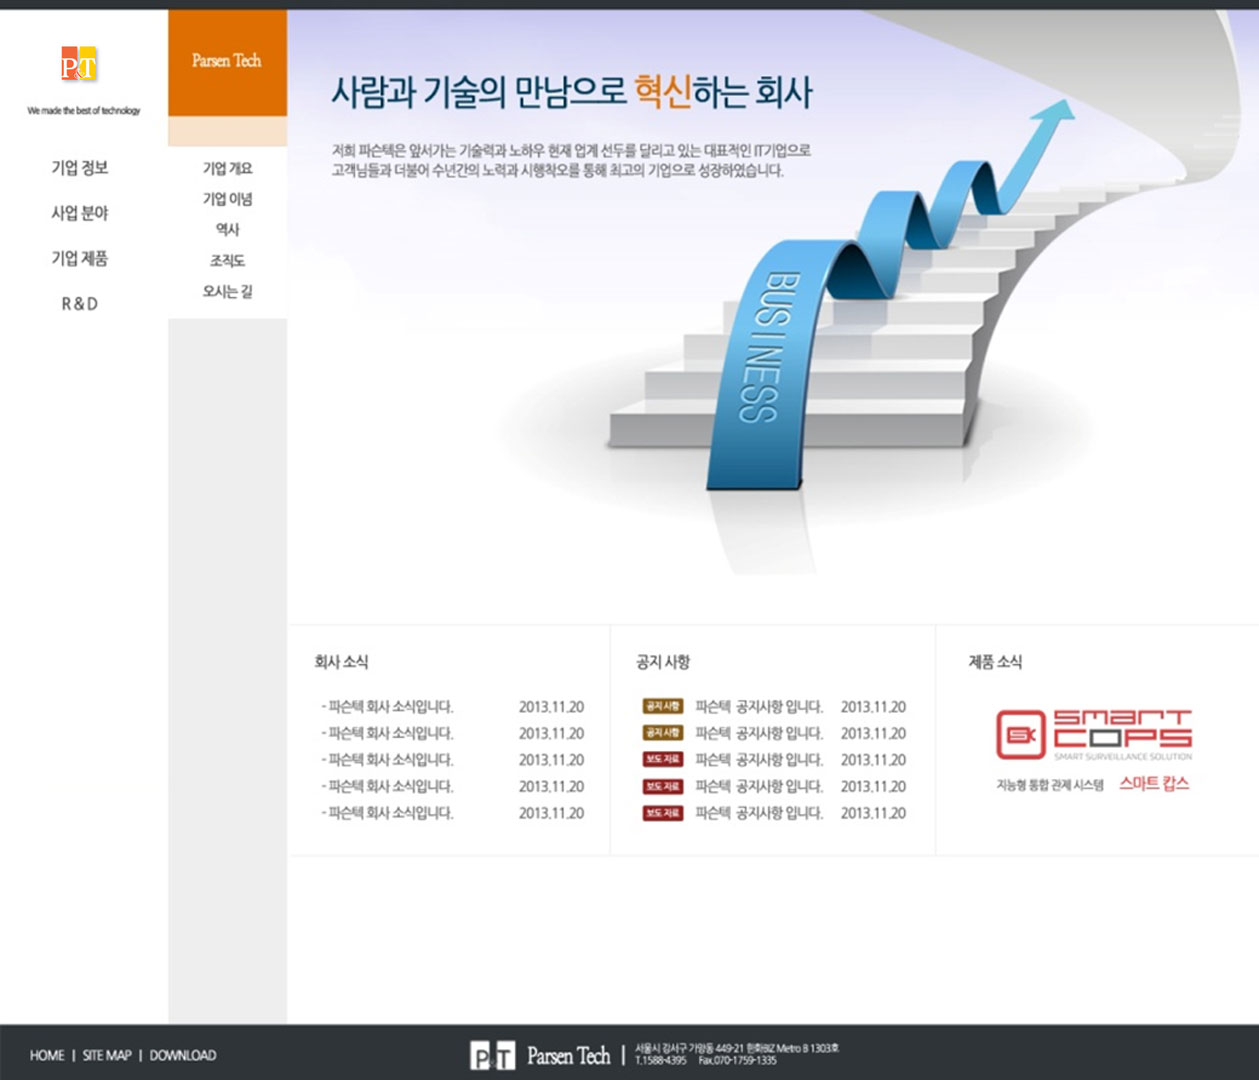 P&T
We made the best of technology
기업 정보
사업 분야
기업 제품
R & D
Parsen Tech
기업 개요
기업 이념
역사
조직도
오시는 길
사람과 기술의 만남으로 혁신하는 회사
저희 파슨텍은 앞서가는 기술력과 노하우 현재 업계 선두를 달리고 있는 대표적인 IT기업으로
고객님들과 더불어 수년간의 노력과 시행착오를 통해 최고의 기업으로 성장하였습니다.
BUSINESS
회사 소식
- 파슨텍 회사 소식입니다. 2013.11.20
- 파슨텍 회사 소식입니다. 2013.11.20
- 파슨텍 회사 소식입니다. 2013.11.20
- 파슨텍 회사 소식입니다. 2013.11.20
- 파슨텍 회사 소식입니다. 2013.11.20
공지 사항
공지 사항 파슨텍 공지사항 입니다. 2013.11.20
공지 사항 파슨텍 공지사항 입니다. 2013.11.20
보도 자료 파슨텍 공지사항 입니다. 2013.11.20
보도 자료 파슨텍 공지사항 입니다. 2013.11.20
보도 자료 파슨텍 공지사항 입니다. 2013.11.20
제품 소식
SMART
COPS
SMART SURVEILLANCE SOLUTION
지능형 통합 관제 시스템 스마트 캅스
HOME | SITE MAP | DOWNLOAD
P&T Parsen Tech |
서울시 강서구 가양동 449-21 한화BIZ Metro B 1303호
T.1588-4395 Fax.070-1759-1335